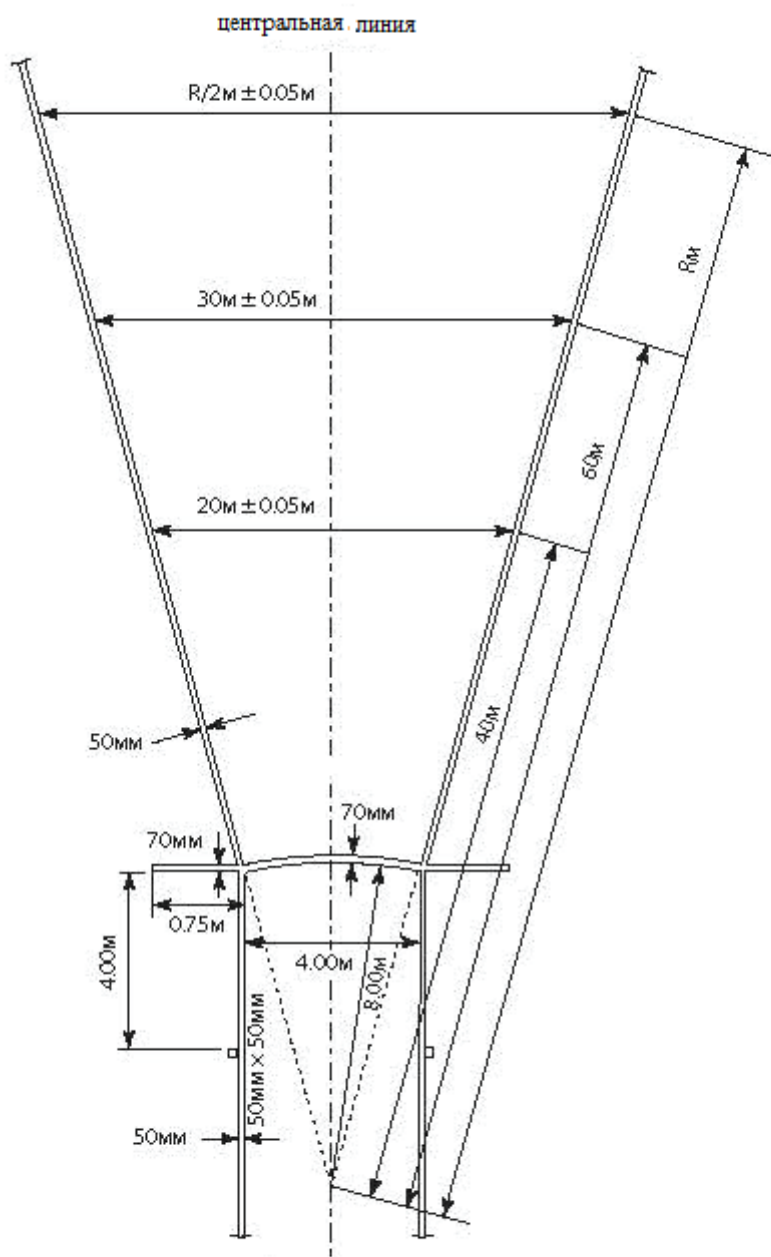 центральная линия
R/2м ± 0.05м
Rм
30м ± 0.05м
60м
20м ± 0.05м
40м
50мм
70мм
70мм
0.75м
4.00м
4.00м
8.00м
50мм × 50мм
50мм